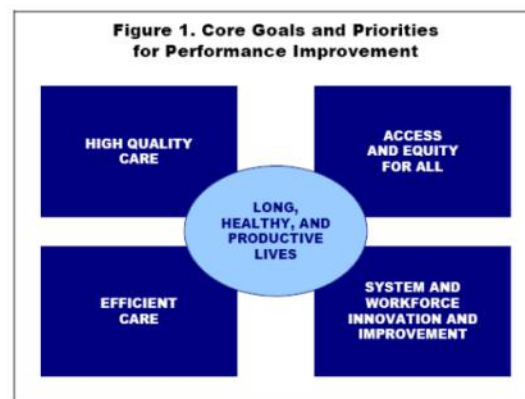 Figure 1. Core Goals and Priorities
for Performance Improvement
HIGH QUALITY
CARE
ACCESS
AND EQUITY
FOR ALL
LONG,
HEALTHY, AND
PRODUCTIVE
LIVES
EFFICIENT
CARE
SYSTEM AND
WORKFORCE
INNOVATION AND
IMPROVEMENT